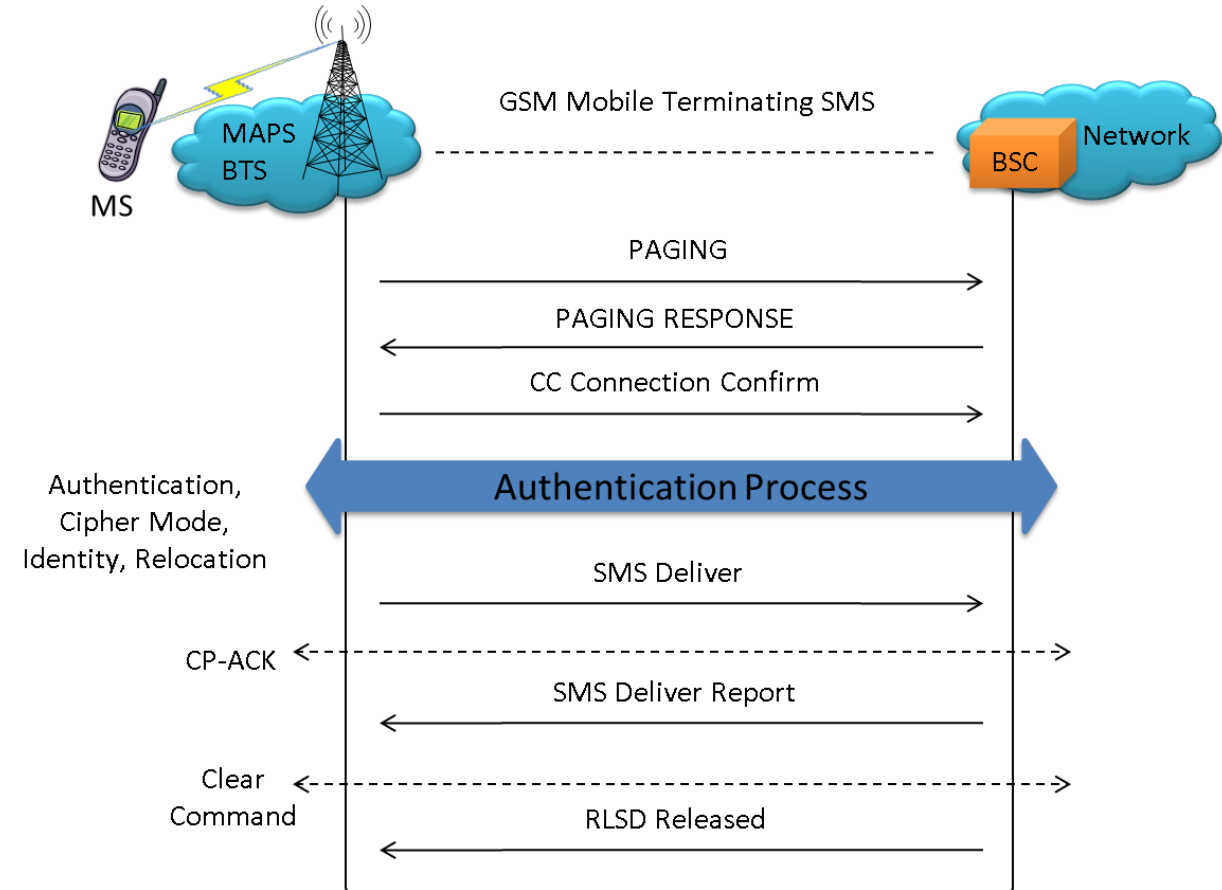 GSM Mobile Terminating SMS
MAPS
BTS
Network
BSC
MS
PAGING
PAGING RESPONSE
CC Connection Confirm
Authentication Process
Authentication,
Cipher Mode,
Identity, Relocation
SMS Deliver
CP-ACK
SMS Deliver Report
Clear
Command
RLSD Released